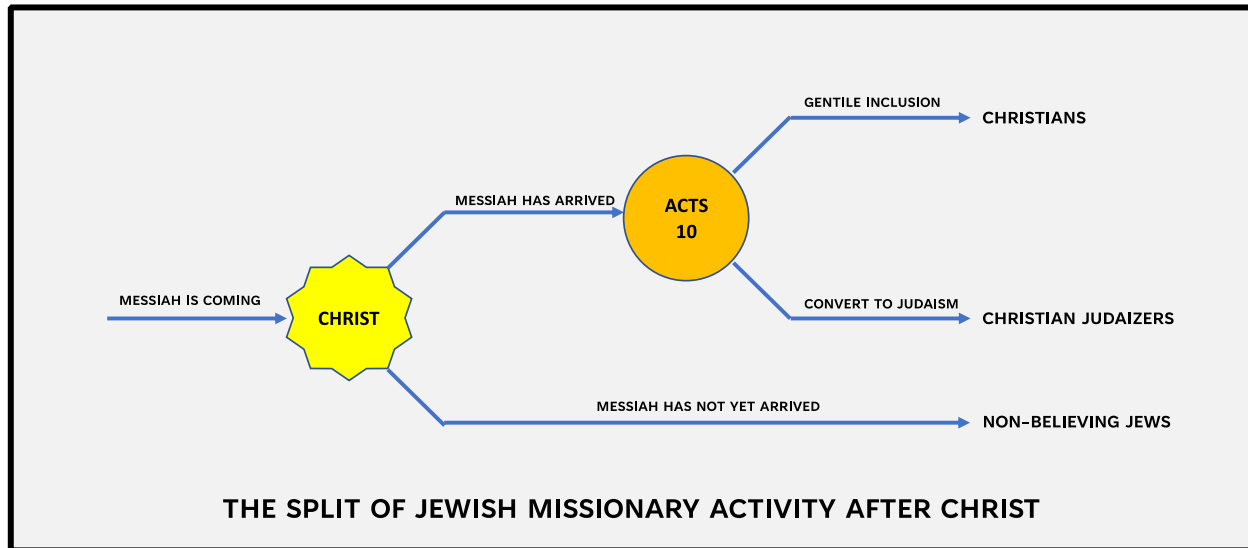 GENTILE INCLUSION
CHRISTIANS
MESSIAH HAS ARRIVED
ACTS
10
MESSIAH IS COMING
CHRIST
CONVERT TO JUDAISM
CHRISTIAN JUDAIZERS
MESSIAH HAS NOT YET ARRIVED
NON-BELIEVING JEWS
THE SPLIT OF JEWISH MISSIONARY ACTIVITY AFTER CHRIST